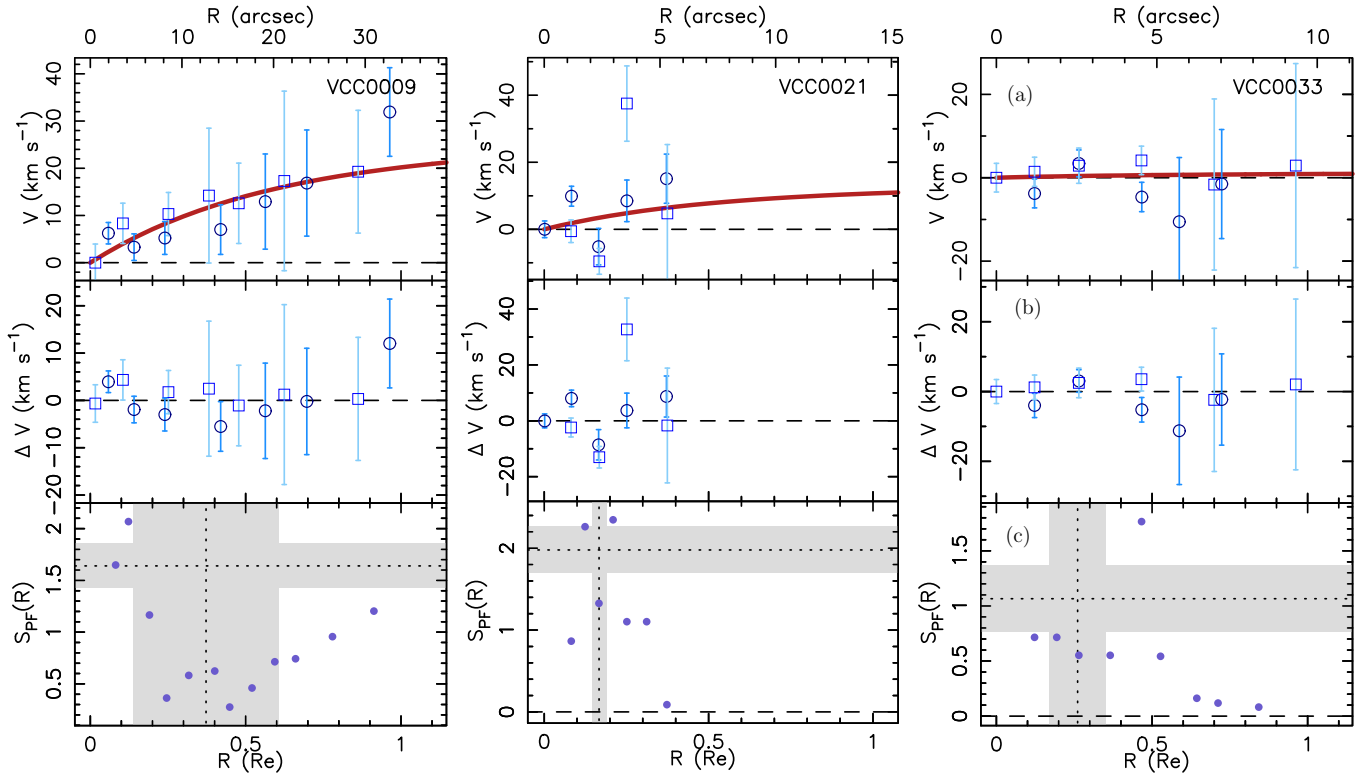 R (arcsec) R (arcsec) R (arcsec)
0 10 20 30 0 5 10 15 5 10
VCC0009 VCC0021 (a) VCC0033
V (km s⁻¹) 0 10 20 30 40
V (km s⁻¹) 0 20 40
V (km s⁻¹) −20 0 20
Δ V (km s⁻¹) −20 −10 0 10 20
Δ V (km s⁻¹) −20 0 20 40
(b)
Δ V (km s⁻¹) −20 0 20
S_PF(R) 0.5 1 1.5 2
S_PF(R) 0 1 2
(c)
S_PF(R) 0 0.5 1 1.5
0 0.5 1 0 0.5 1 0 0.5 1
R (Re) R (Re) R (Re)